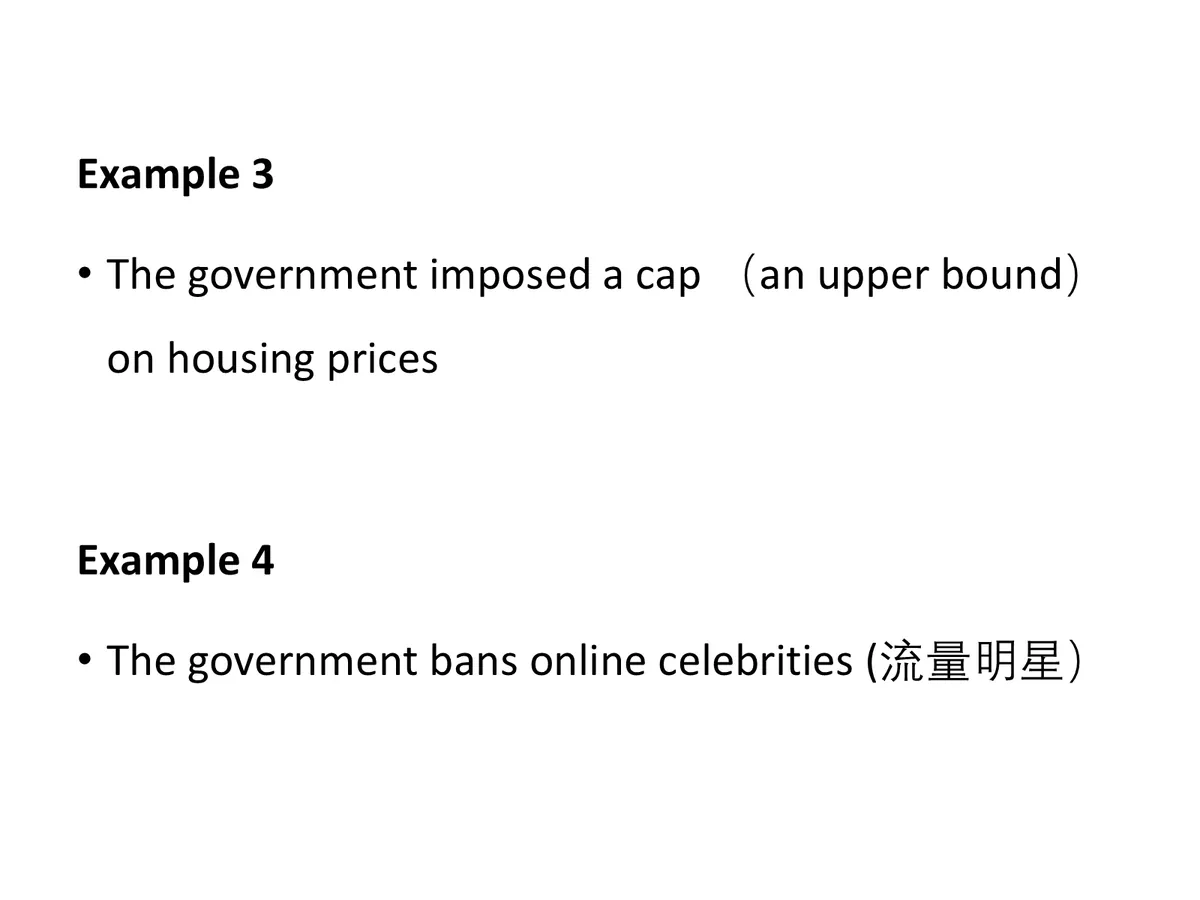 Example 3
• The government imposed a cap （an upper bound）
on housing prices
Example 4
• The government bans online celebrities (流量明星）